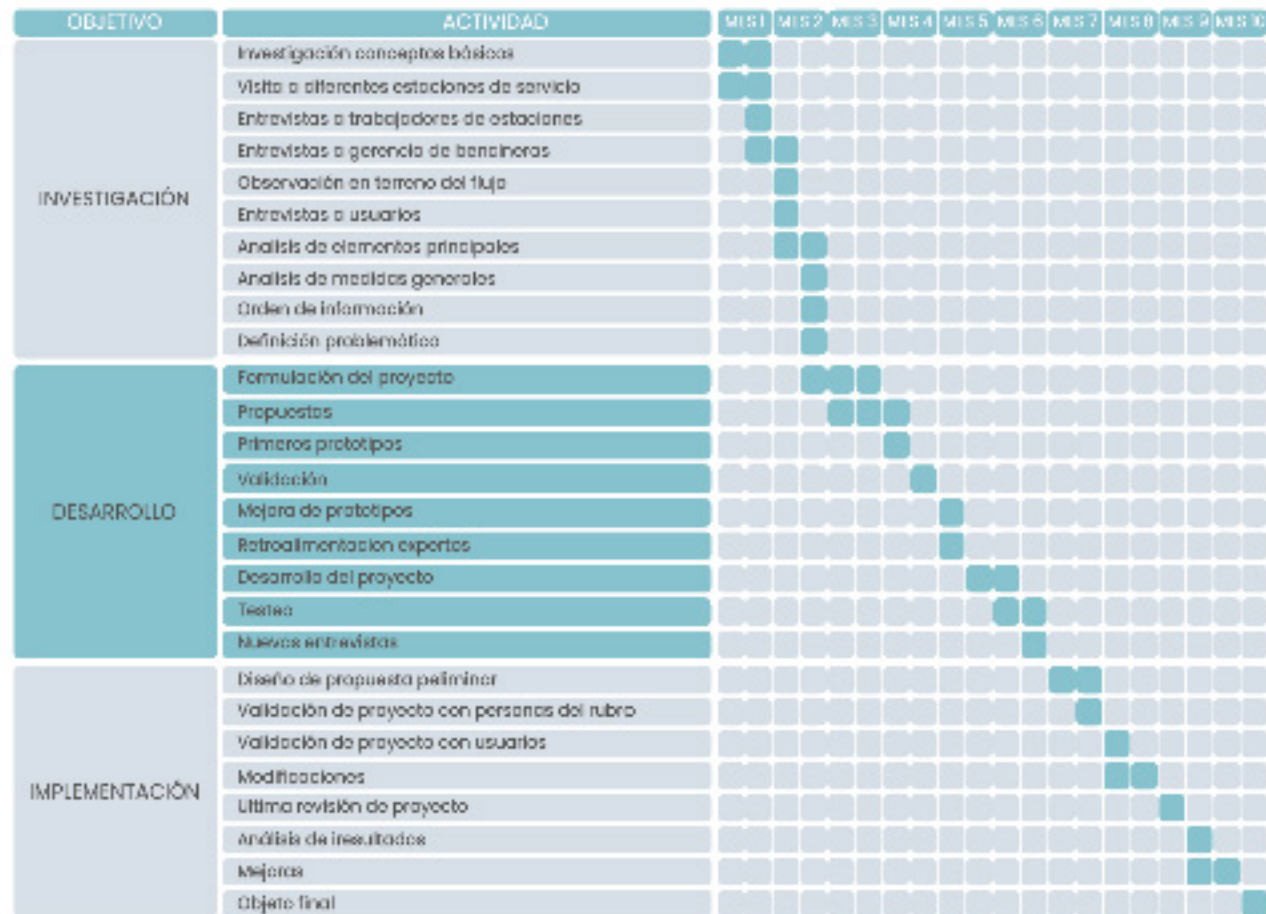 OBJETIVO ACTIVIDAD MES 1 MES 2 MES 3 MES 4 MES 5 MES 6 MES 7 MES 8 MES 9 MES 10
INVESTIGACIÓN
Investigación conceptos básicos
Visita a diferentes estaciones de servicio
Entrevistas a trabajadores de estaciones
Entrevistas a gerencia de bencineras
Observación en terreno del flujo
Entrevistas a usuarios
Analisis de elementos principales
Analisis de medidas generales
Orden de información
Definición problemática
DESARROLLO
Formulación del proyecto
Propuestas
Primeros prototipos
Validación
Mejora de prototipos
Retroalimentacion expertos
Desarrollo del proyecto
Testeo
Nuevas entrevistas
IMPLEMENTACIÓN
Diseño de propuesta peliminar
Validación de proyecto con personas del rubro
Validación de proyecto con usuarios
Modificaciones
Ultima revisión de proyecto
Análisis de iresultados
Mejoras
Objeto final